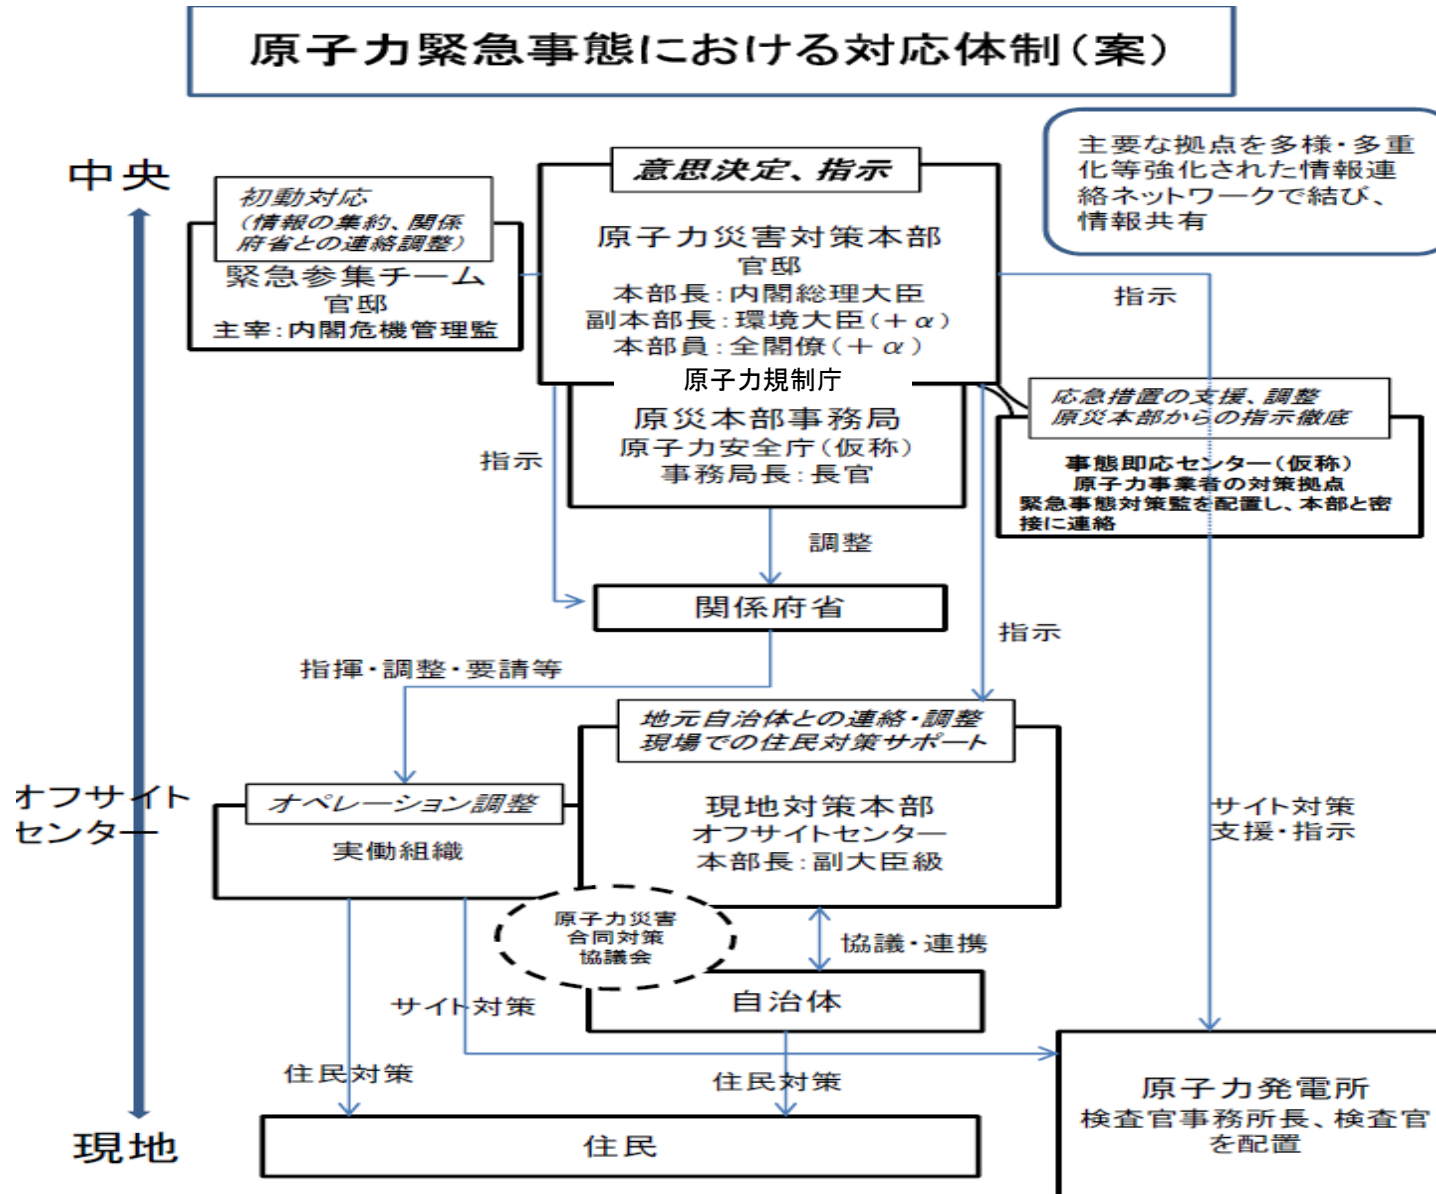 原子力緊急事態における対応体制(案)
中央
主要な拠点を多様・多重
化等強化された情報連
絡ネットワークで結び、
情報共有
初動対応
(情報の集約、関係
府省との連絡調整)
緊急参集チーム
官邸
主宰:内閣危機管理監
意思決定、指示
原子力災害対策本部
官邸
本部長:内閣総理大臣
副本部長:環境大臣(+α)
本部員:全閣僚(+α)
指示
原子力規制庁
原災本部事務局
原子力安全庁(仮称)
事務局長:長官
応急措置の支援、調整
原災本部からの指示徹底
事態即応センター(仮称)
原子力事業者の対策拠点
緊急事態対策監を配置し、本部と密
接に連絡
指示
調整
関係府省
指示
指揮・調整・要請等
地元自治体との連絡・調整
現場での住民対策サポート
オフサイト
センター
オペレーション調整
実働組織
現地対策本部
オフサイトセンター
本部長:副大臣級
サイト対策
支援・指示
原子力災害
合同対策
協議会
協議・連携
サイト対策
自治体
住民対策
住民対策
原子力発電所
検査官事務所長、検査官
を配置
現地
住民